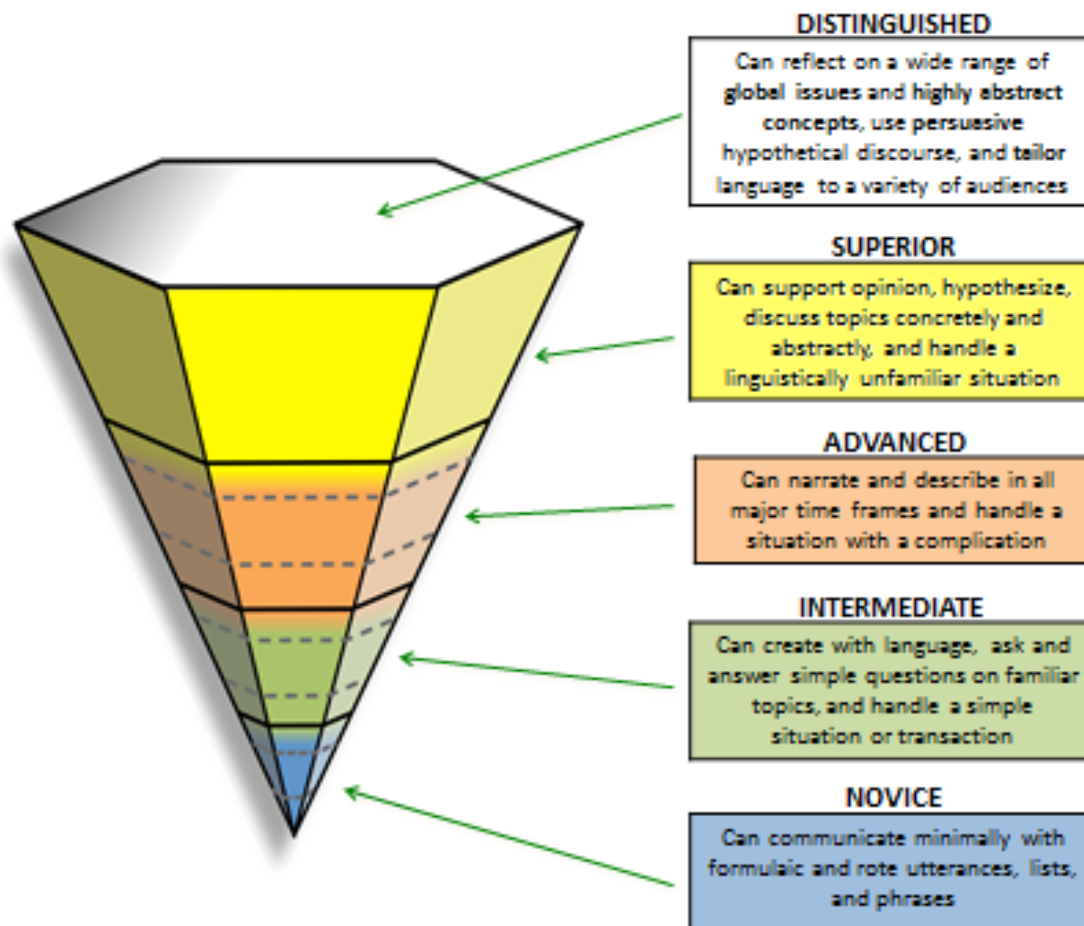 DISTINGUISHED
Can reflect on a wide range of
global issues and highly abstract
concepts, use persuasive
hypothetical discourse, and tailor
language to a variety of audiences
SUPERIOR
Can support opinion, hypothesize,
discuss topics concretely and
abstractly, and handle a
linguistically unfamiliar situation
ADVANCED
Can narrate and describe in all
major time frames and handle a
situation with a complication
INTERMEDIATE
Can create with language, ask and
answer simple questions on familiar
topics, and handle a simple
situation or transaction
NOVICE
Can communicate minimally with
formulaic and rote utterances, lists,
and phrases